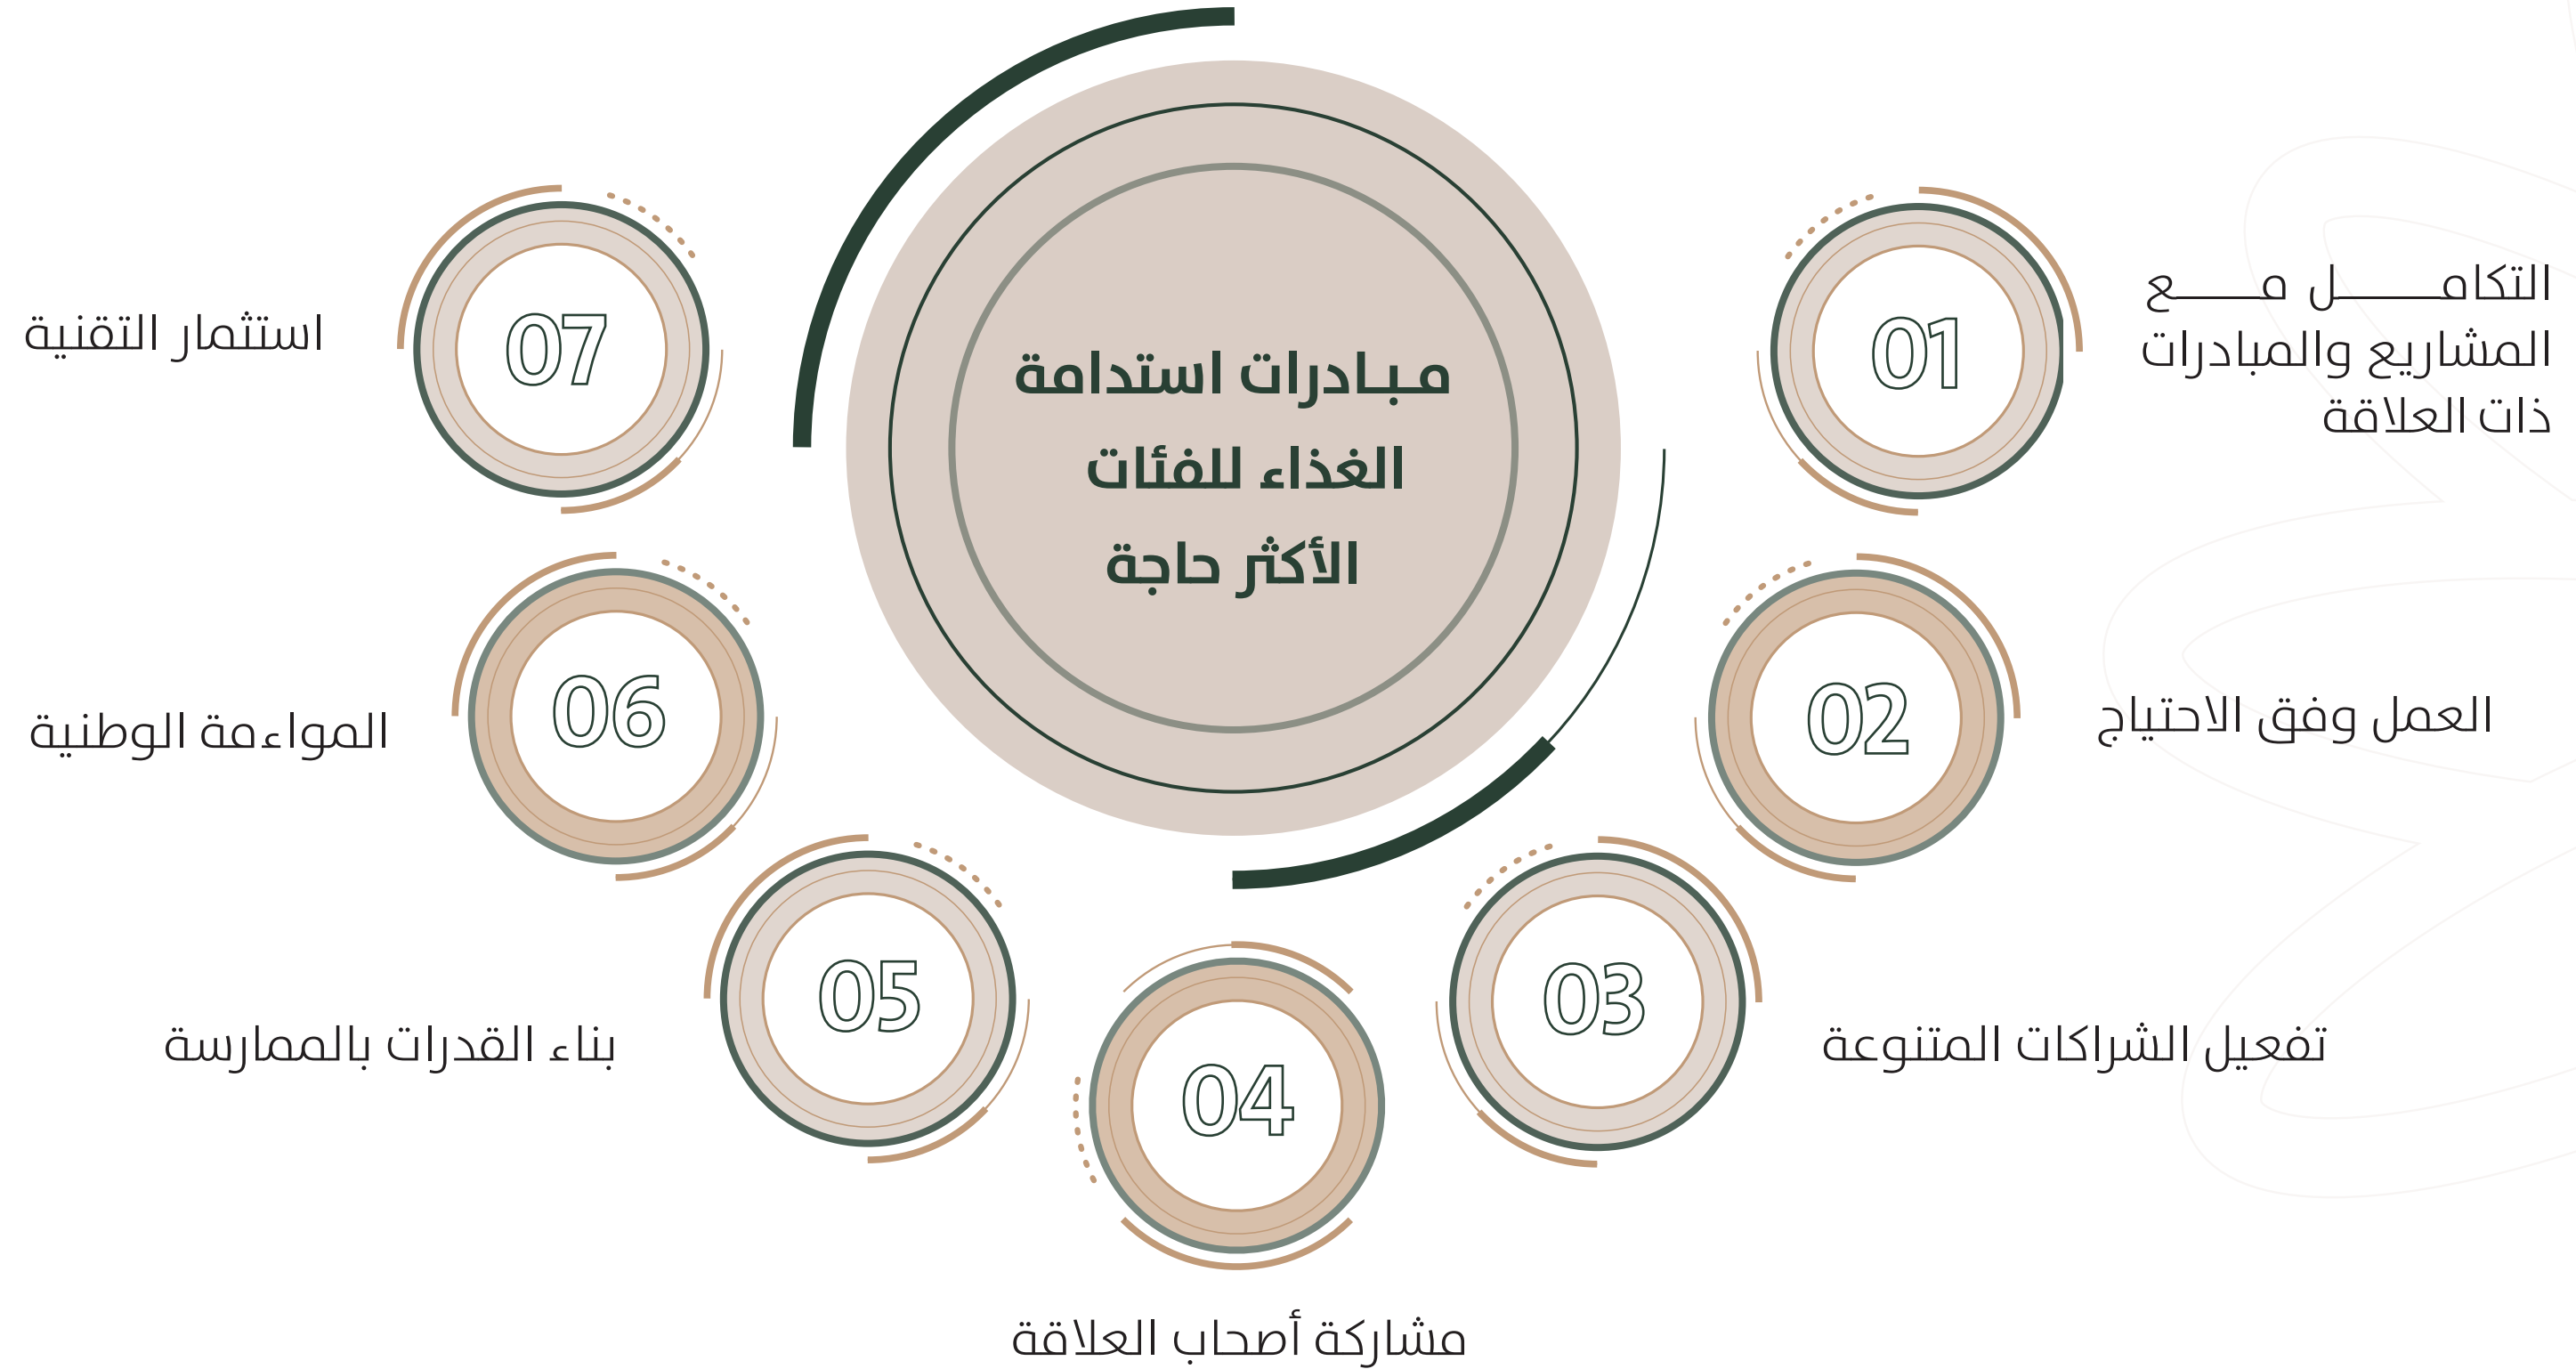 مبادرات استدامة
الغذاء للفئات
الأكثر حاجة
01
التكامل مع
المشاريع والمبادرات
ذات العلاقة
02
العمل وفق الاحتياج
03
تفعيل الشراكات المتنوعة
04
مشاركة أصحاب العلاقة
05
بناء القدرات بالممارسة
06
المواءمة الوطنية
07
استثمار التقنية